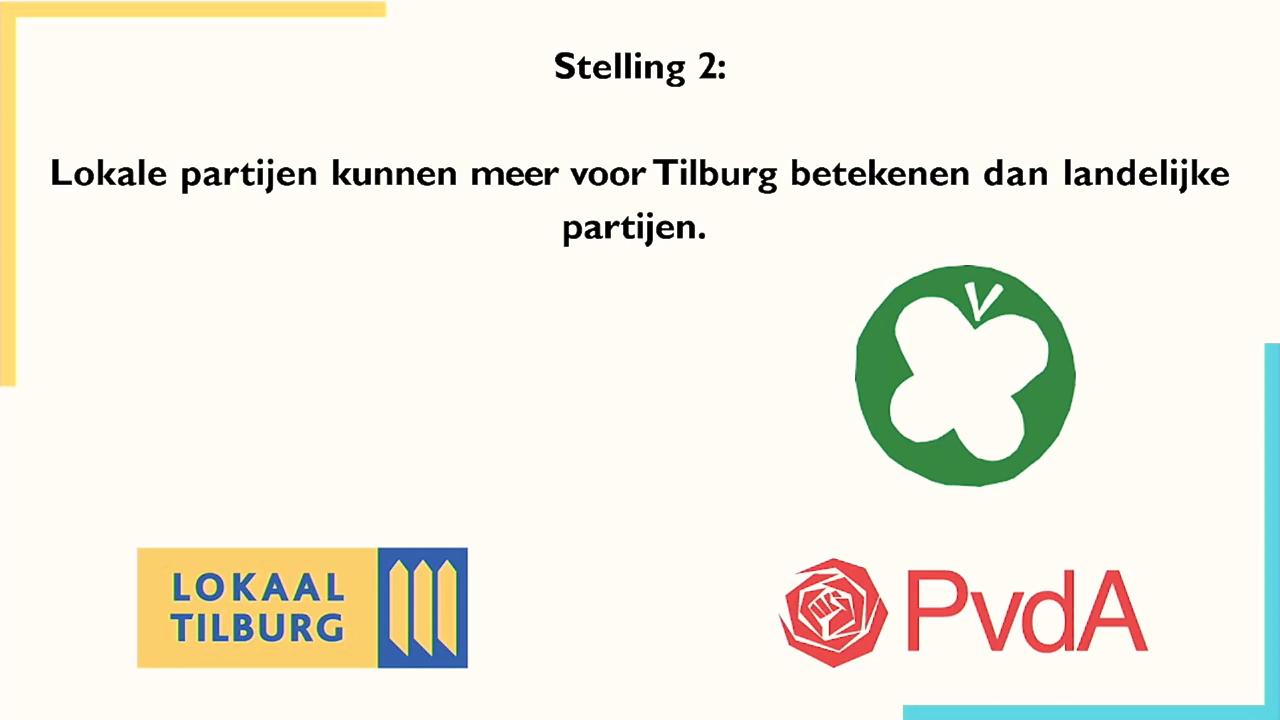 Stelling 2:
Lokale partijen kunnen meer voor Tilburg betekenen dan landelijke
partijen.
LOKAAL
TILBURG
PvdA